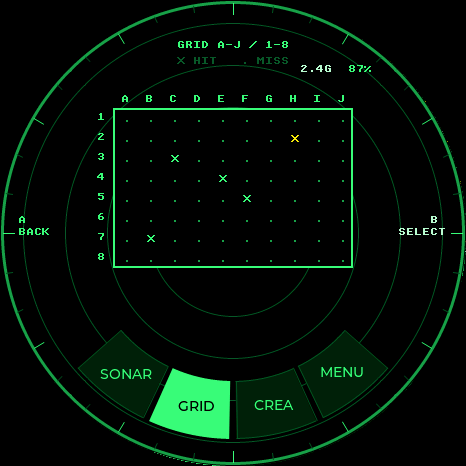 GRID A-J / 1-8
X HIT . MISS
2.4G 87%
A B C D E F G H I J
1
2
3
4
5
6
7
8
A
BACK
B
SELECT
SONAR
GRID
CREA
MENU